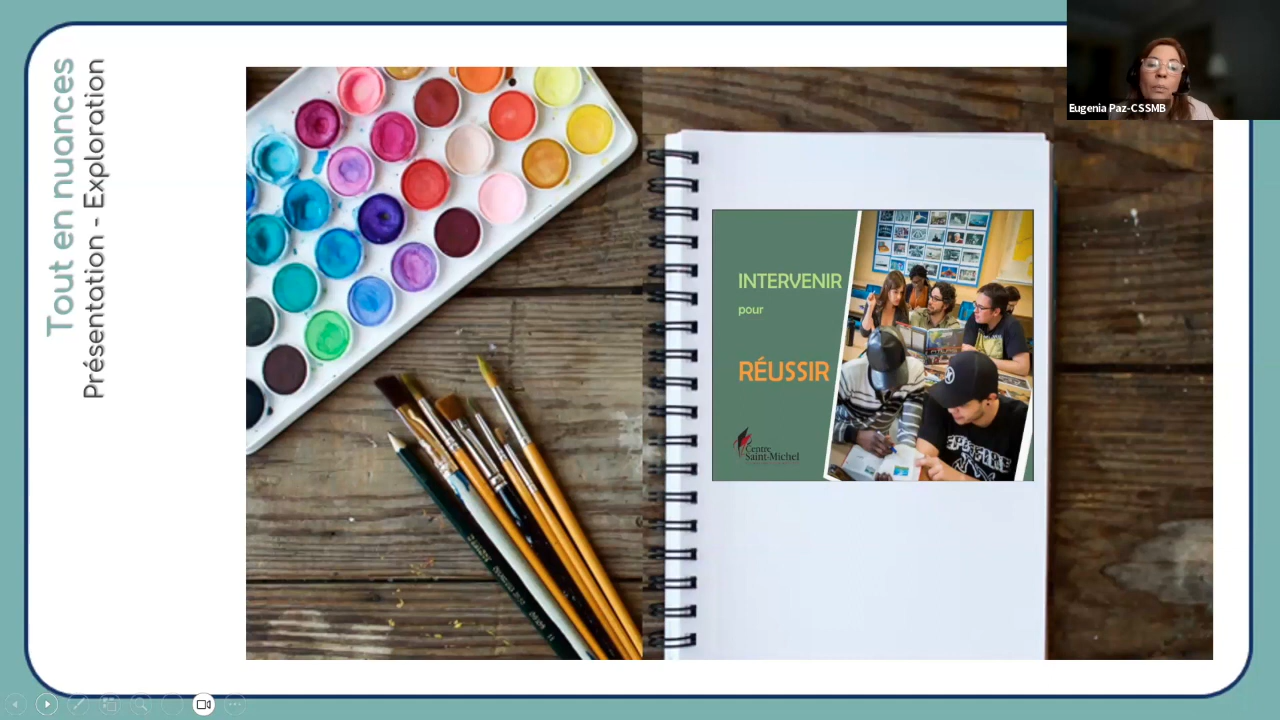 Tout en nuances
Présentation - Exploration
Eugenia Paz-CSSMB
INTERVENIR
pour
RÉUSSIR
Centre
Saint-Michel